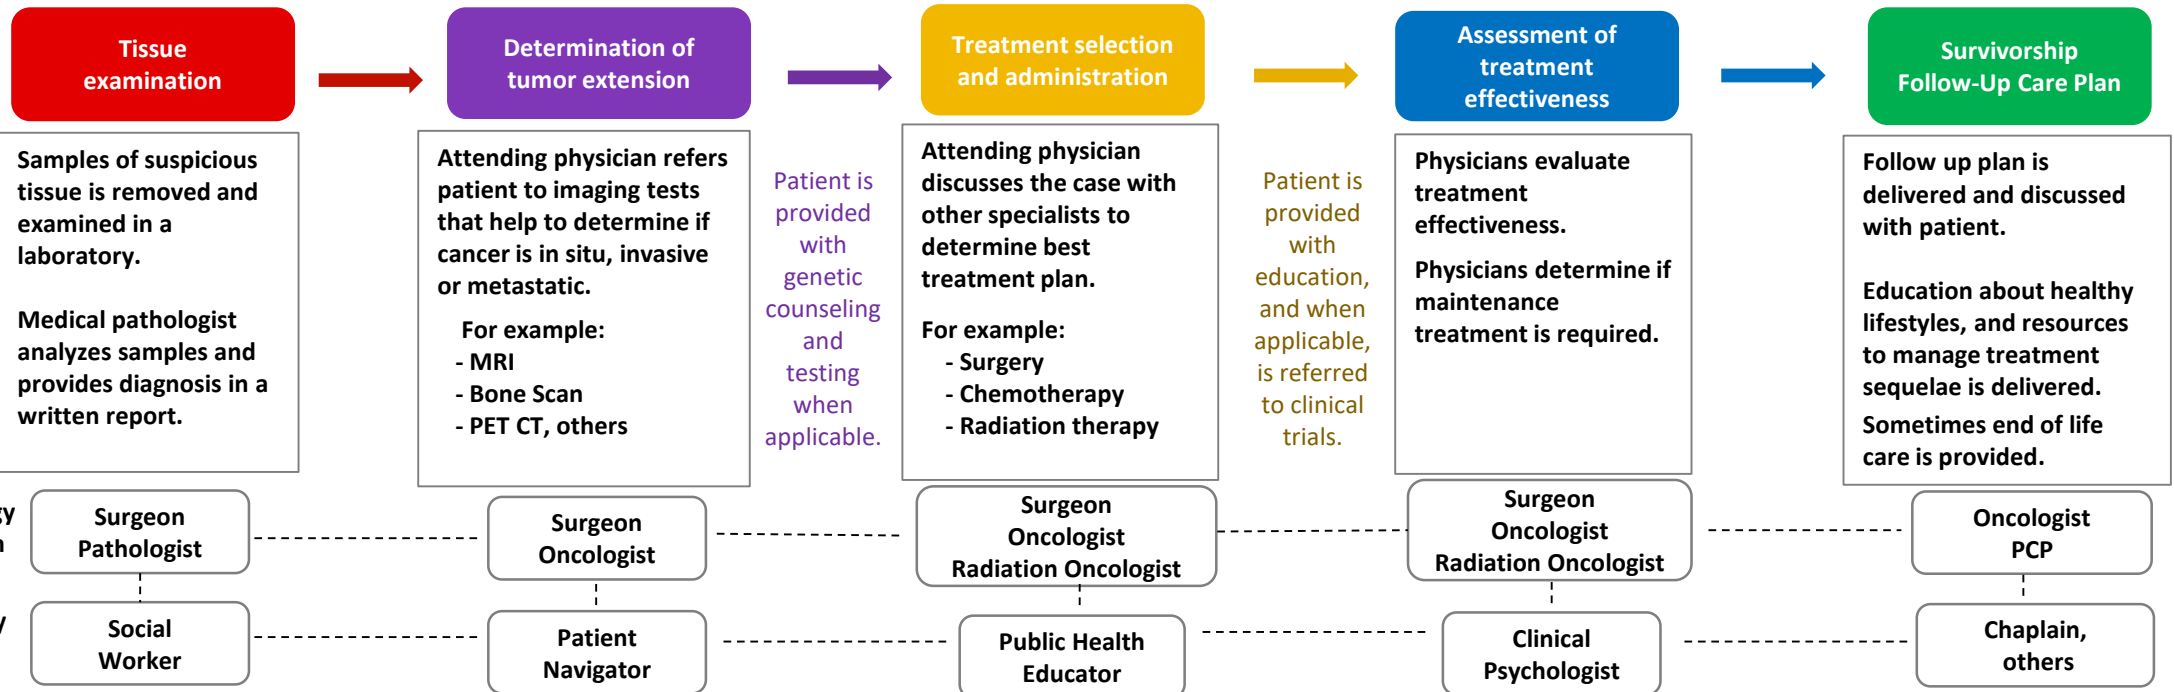 Tissue
examination
Determination of
tumor extension
Treatment selection
and administration
Assessment of
treatment
effectiveness
Survivorship
Follow-Up Care Plan
Samples of suspicious
tissue is removed and
examined in a
laboratory.
Medical pathologist
analyzes samples and
provides diagnosis in a
written report.
Attending physician refers
patient to imaging tests
that help to determine if
cancer is in situ, invasive
or metastatic.
For example:
- MRI
- Bone Scan
- PET CT, others
Patient is
provided
with
genetic
counseling
and
testing
when
applicable.
Attending physician
discusses the case with
other specialists to
determine best
treatment plan.
For example:
- Surgery
- Chemotherapy
- Radiation therapy
Patient is
provided
with
education,
and when
applicable,
is referred
to clinical
trials.
Physicians evaluate
treatment
effectiveness.
Physicians determine if
maintenance
treatment is required.
Follow up plan is
delivered and discussed
with patient.
Education about healthy
lifestyles, and resources
to manage treatment
sequelae is delivered.
Sometimes end of life
care is provided.
Surgeon
Pathologist
Surgeon
Oncologist
Surgeon
Oncologist
Radiation Oncologist
Surgeon
Oncologist
Radiation Oncologist
Oncologist
PCP
Social
Worker
Patient
Navigator
Public Health
Educator
Clinical
Psychologist
Chaplain,
others